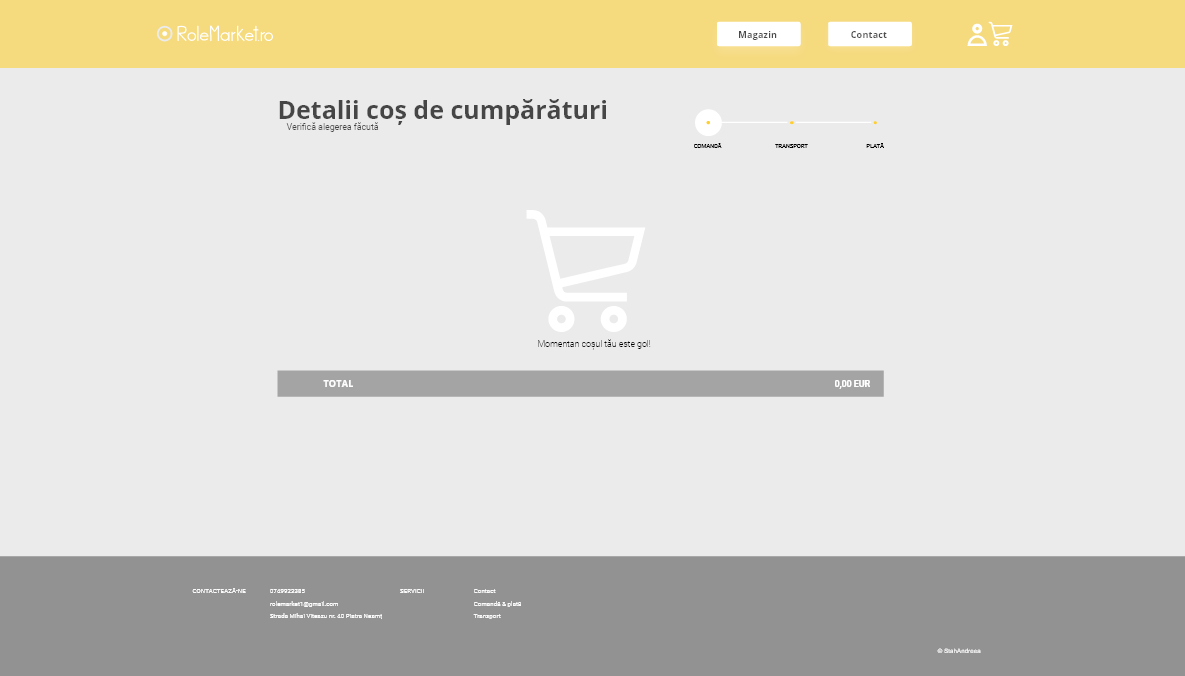 RoleMarket.ro
Magazin
Contact
Detalii coș de cumpărături
Verifică alegerea făcută
COMANDĂ
TRANSPORT
PLATĂ
Momentan coșul tău este gol!
TOTAL
0,00 EUR
CONTACTEAZĂ-NE
0749933385
rolemarket1@gmail.com
Strada Mihai Viteazu nr. 40 Piatra Neamț
SERVICII
Contact
Comandă & plată
Transport
© StahAndreea